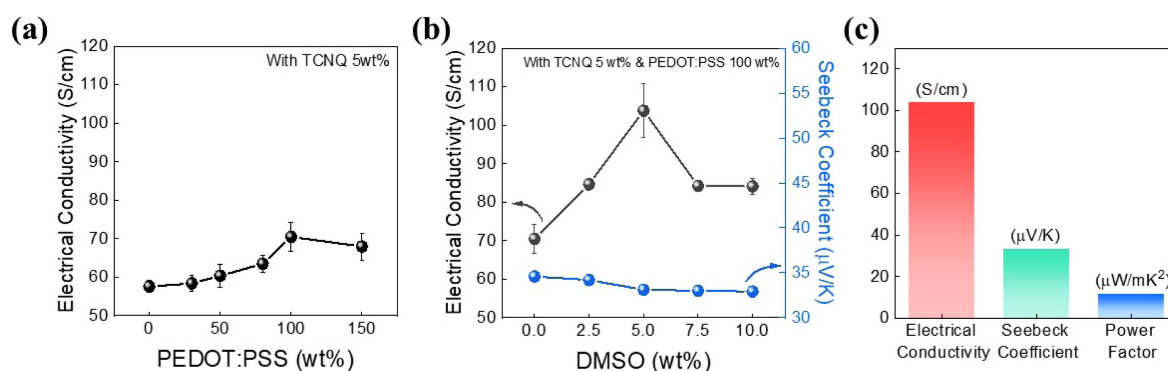 (a)
120
110
100
90
80
70
60
50
Electrical Conductivity (S/cm)
With TCNQ 5wt%
0
50
100
150
PEDOT:PSS (wt%)
(b)
120
110
100
90
80
70
60
50
Electrical Conductivity (S/cm)
With TCNQ 5 wt% & PEDOT:PSS 100 wt%
60
55
50
45
40
35
30
Seebeck Coefficient (μV/K)
0.0
2.5
5.0
7.5
10.0
DMSO (wt%)
(c)
120
100
80
60
40
20
0
(S/cm)
(μV/K)
(μW/mK²)
Electrical
Conductivity
Seebeck
Coefficient
Power
Factor